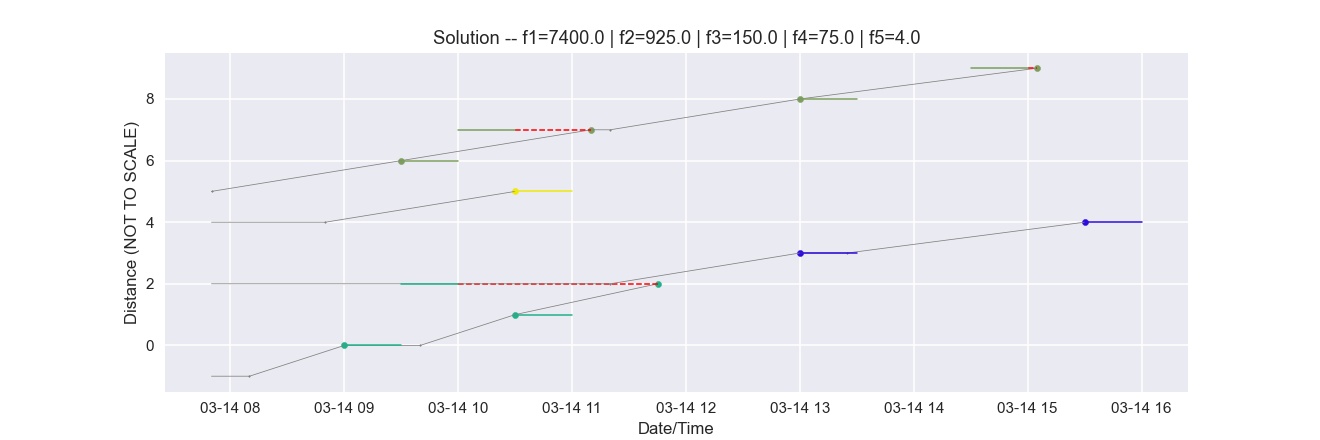 Solution -- f1=7400.0 | f2=925.0 | f3=150.0 | f4=75.0 | f5=4.0
Distance (NOT TO SCALE)
8
6
4
2
0
03-14 08 03-14 09 03-14 10 03-14 11 03-14 12 03-14 13 03-14 14 03-14 15 03-14 16
Date/Time